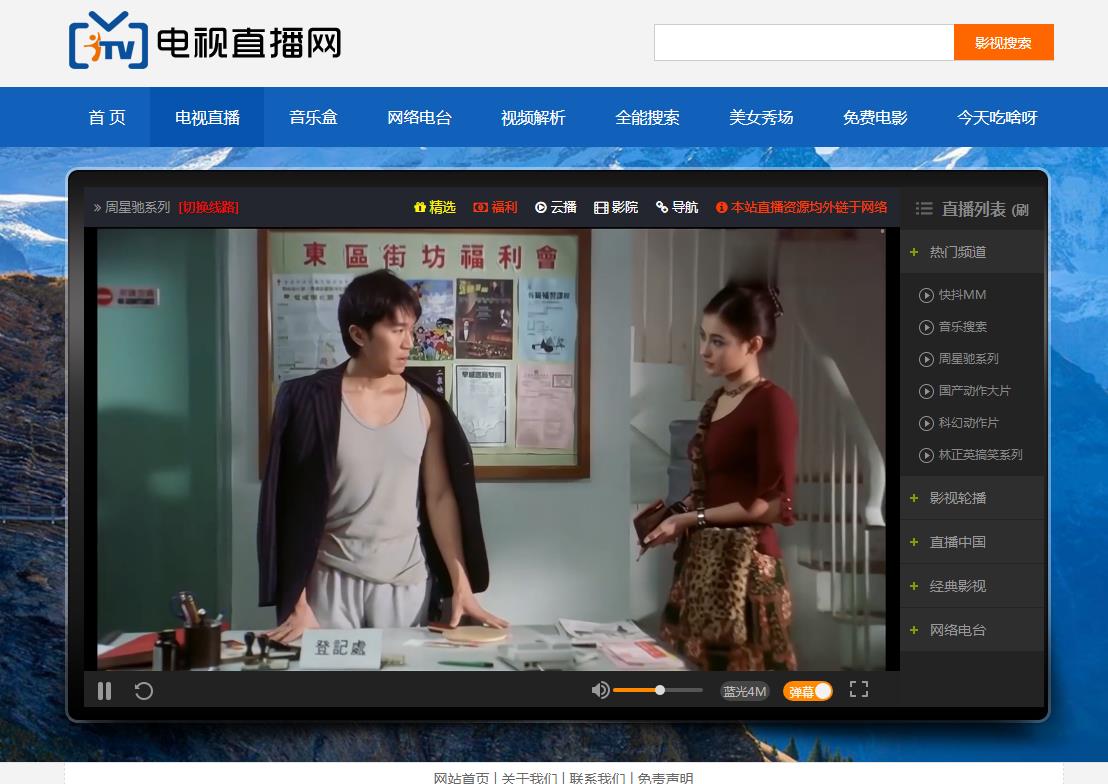 iTV 电视直播网
影视搜索
首 页 电视直播 音乐盒 网络电台 视频解析 全能搜索 美女秀场 免费电影 今天吃啥呀
» 周星驰系列 [切换线路] 精选 福利 云播 影院 导航 本站直播资源均外链于网络
直播列表 (刷
東區街坊福利會
热门频道
快抖MM
音乐搜索
周星驰系列
国产动作大片
科幻动作片
林正英搞笑系列
影视轮播
直播中国
经典影视
网络电台
登記處
蓝光4M 弹幕
网站首页 | 关于我们 | 联系我们 | 免责声明